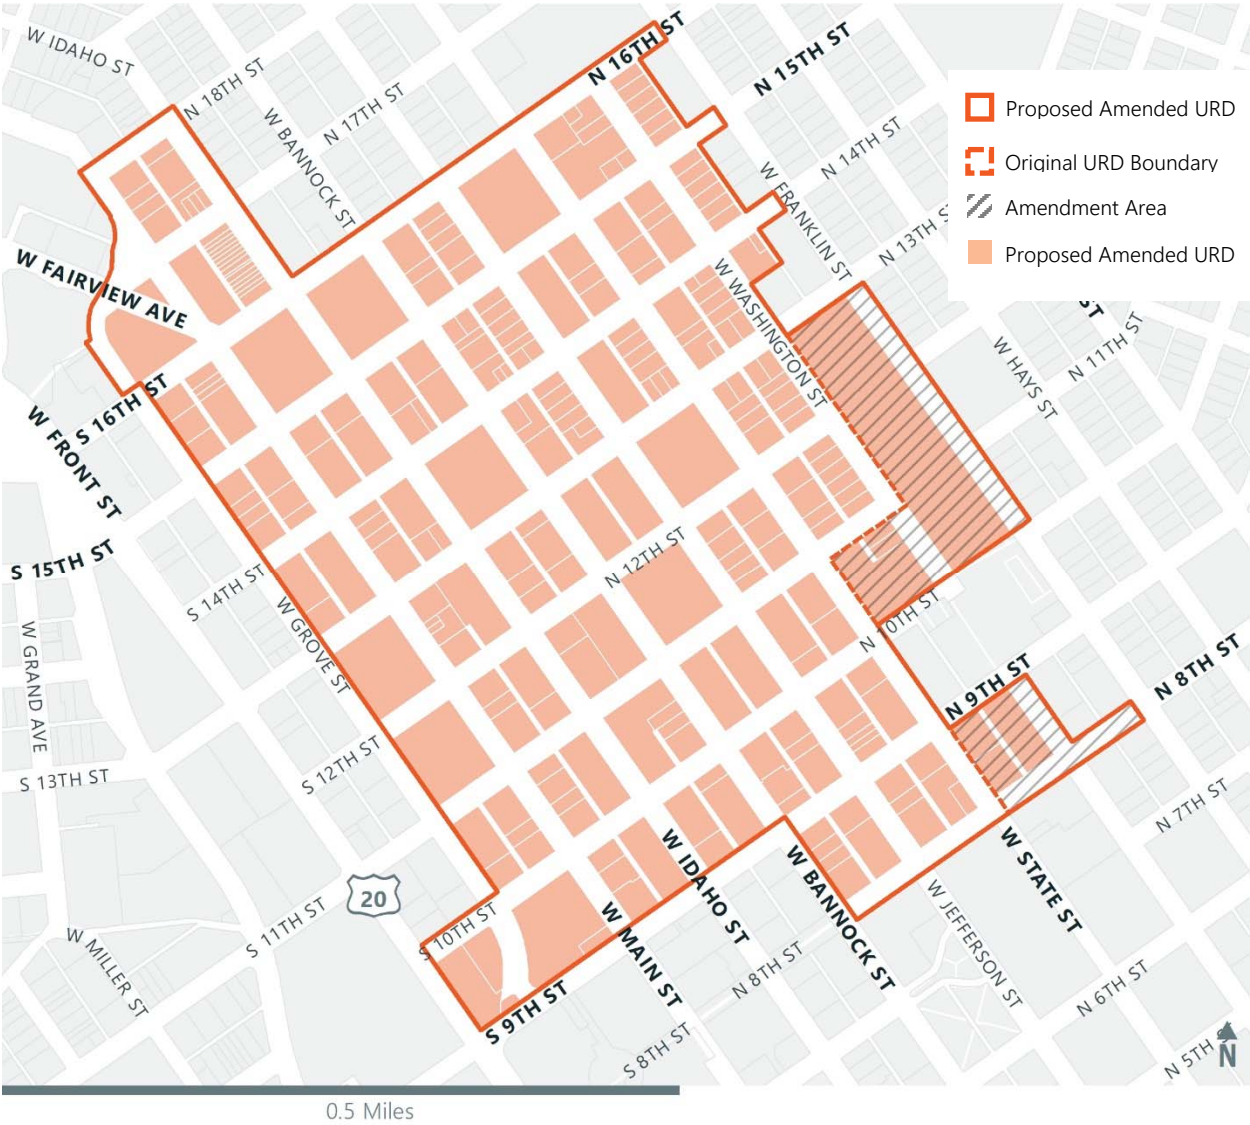 W IDAHO ST
N 18TH ST
W BANNOCK ST
N 17TH ST
N 16TH ST
N 15TH ST
N 14TH ST
W FRANKLIN ST
N 13TH S
Proposed Amended URD
Original URD Boundary
Amendment Area
Proposed Amended URD
ST
W FAIRVIEW AVE
W WASHINGTON ST
W HAYS ST
N 11TH ST
S 16TH ST
W FRONT ST
S 15TH ST
S 14TH ST
W GROVE ST
N 12TH ST
N 10TH ST
W GRAND AVE
N 9TH ST
N 8TH ST
S 13TH ST
S 12TH ST
N 7TH ST
W IDAHO ST
W BANNOCK ST
W STATE ST
20
S 11TH ST
S 10TH ST
W MAIN ST
W JEFFERSON ST
W MILLER ST
N 8TH ST
N 6TH ST
S 9TH ST
S 8TH ST
N 5TH S
N
0.5 Miles